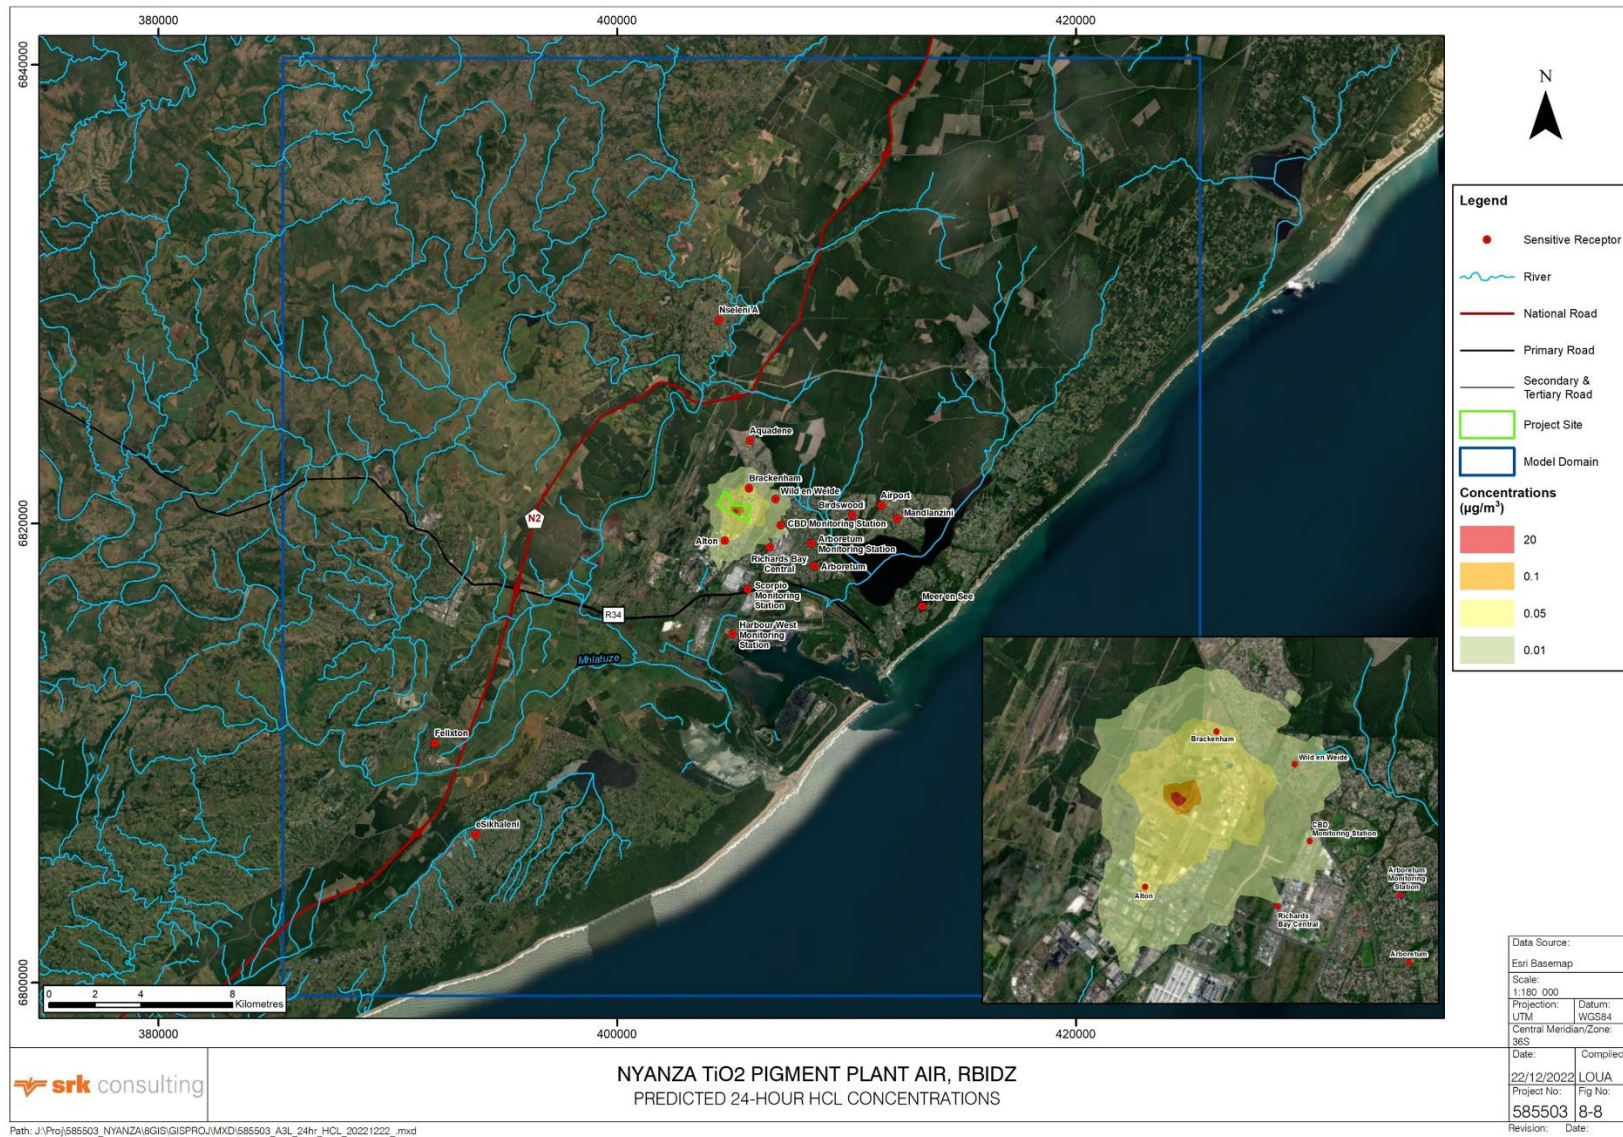 380000
400000
420000
6840000
6820000
6800000
380000
400000
420000
Nseleni A
Aquadene
Brackenham
Wild en Weide
Birdswood
Airport
Mandlanzini
CBD Monitoring Station
Alton
Arboretum
Monitoring Station
Richards Bay
Central
Arboretum
Scorpio
Monitoring
Station
Meer en See
Harbour West
Monitoring
Station
N2
R34
Mhlatuze
Felixton
eSikhaleni
0 2 4 8
Kilometres
Brackenham
Wild en Weide
CBD
Monitoring Station
Arboretum
Monitoring
Station
Alton
Richards
Bay Central
Arboretum
N
Legend
Sensitive Receptor
River
National Road
Primary Road
Secondary &
Tertiary Road
Project Site
Model Domain
Concentrations
(µg/m³)
20
0.1
0.05
0.01
Data Source:
Esri Basemap
Scale:
1:180 000
Projection: Datum:
UTM WGS84
Central Meridian/Zone:
36S
Date: Compiled
22/12/2022 LOUA
Project No: Fig No:
585503 8-8
Revision: Date:
srk consulting
NYANZA TiO2 PIGMENT PLANT AIR, RBIDZ
PREDICTED 24-HOUR HCL CONCENTRATIONS
Path: J:\Proj\585503_NYANZA\8GIS\GISPROJ\MXD\585503_A3L_24hr_HCL_20221222_.mxd